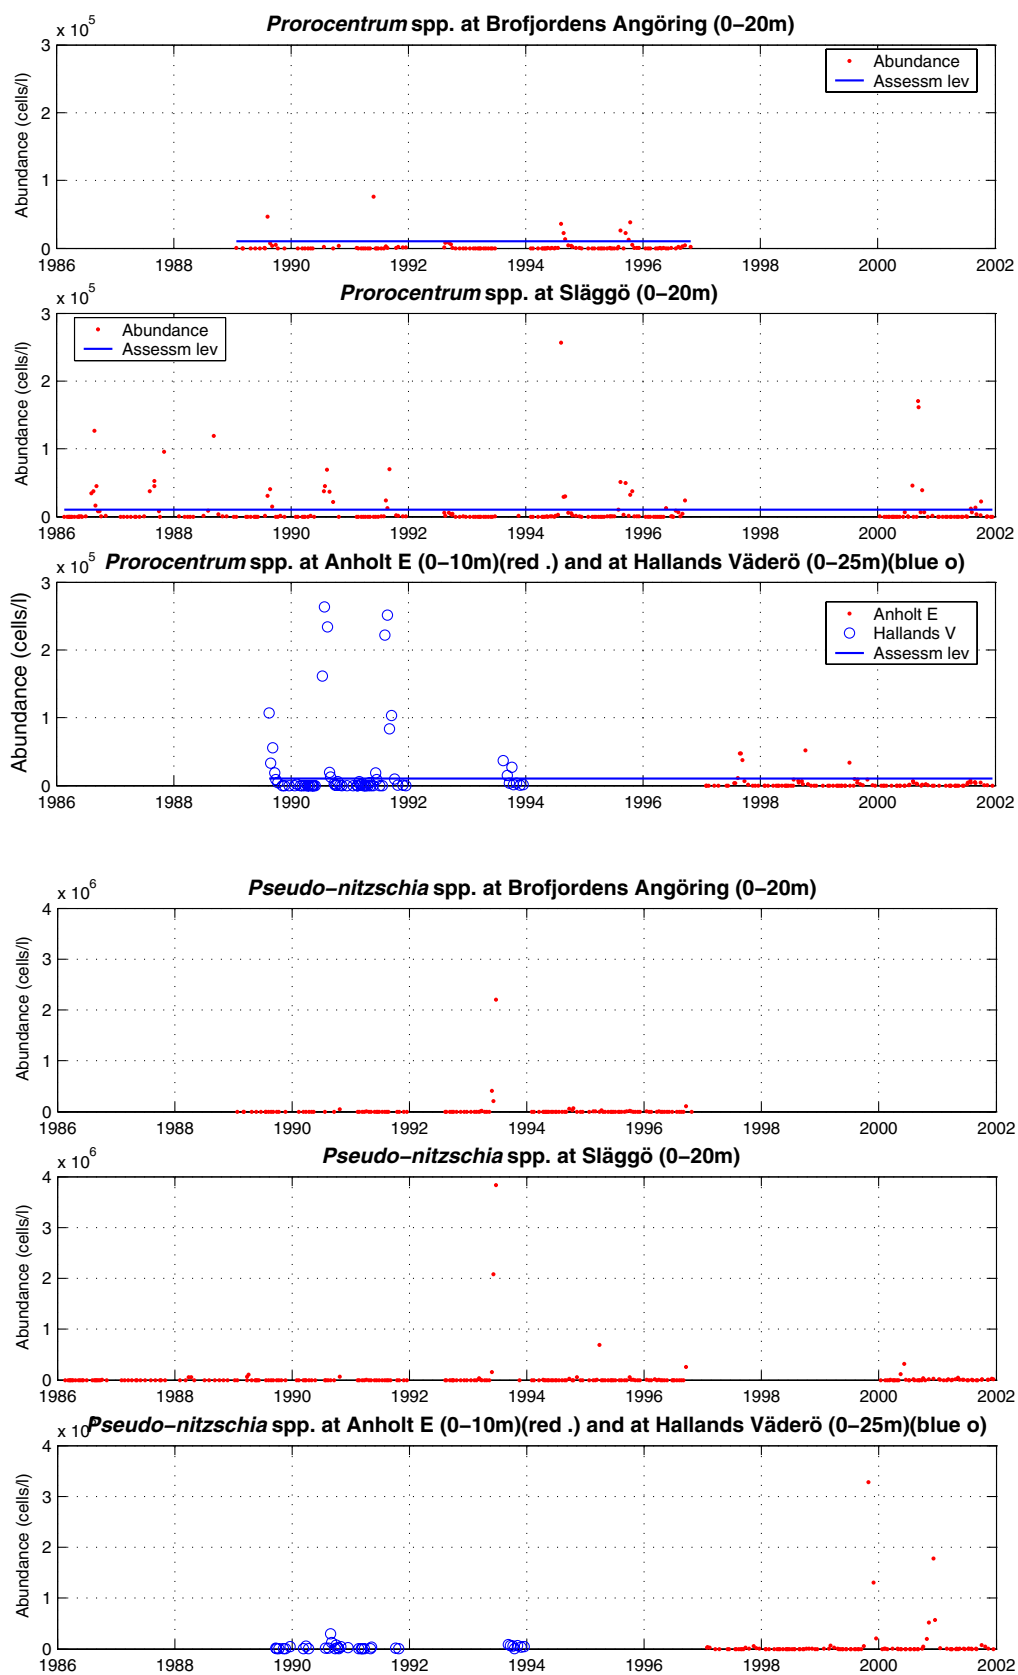 Prorocentrum spp. at Brofjordens Angöring (0−20m)
x 10^5
Abundance (cells/l)
3
2
1
0
Abundance
Assessm lev
1986 1988 1990 1992 1994 1996 1998 2000 2002
Prorocentrum spp. at Släggö (0−20m)
x 10^5
Abundance (cells/l)
3
2
1
0
Abundance
Assessm lev
1986 1988 1990 1992 1994 1996 1998 2000 2002
Prorocentrum spp. at Anholt E (0−10m)(red .) and at Hallands Väderö (0−25m)(blue o)
x 10^5
Abundance (cells/l)
3
2
1
0
Anholt E
Hallands V
Assessm lev
1986 1988 1990 1992 1994 1996 1998 2000 2002
Pseudo−nitzschia spp. at Brofjordens Angöring (0−20m)
x 10^6
Abundance (cells/l)
4
3
2
1
0
1986 1988 1990 1992 1994 1996 1998 2000 2002
Pseudo−nitzschia spp. at Släggö (0−20m)
x 10^6
Abundance (cells/l)
4
3
2
1
0
1986 1988 1990 1992 1994 1996 1998 2000 2002
Pseudo−nitzschia spp. at Anholt E (0−10m)(red .) and at Hallands Väderö (0−25m)(blue o)
x 10
Abundance (cells/l)
4
3
2
1
0
1986 1988 1990 1992 1994 1996 1998 2000 2002